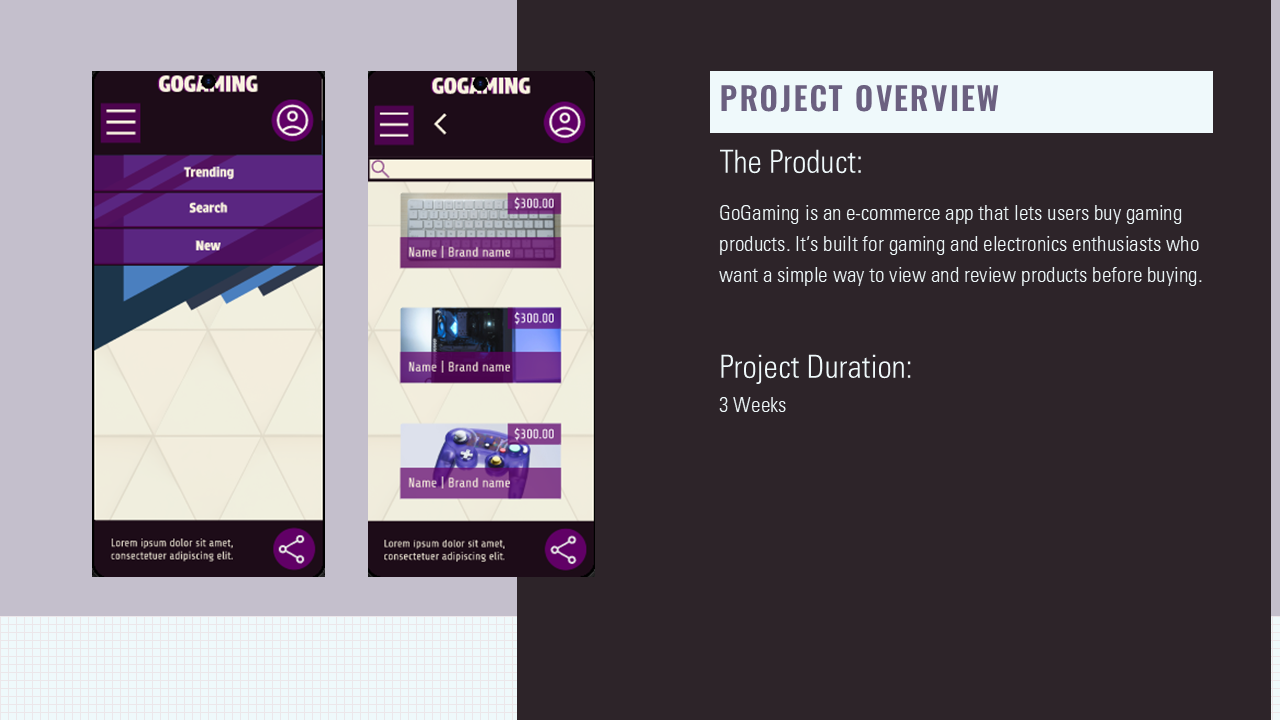 GOGAMING
Trending
Search
New
Lorem ipsum dolor sit amet,
consectetuer adipiscing elit.
GOGAMING
$300.00
Name | Brand name
$300.00
Name | Brand name
$300.00
Name | Brand name
Lorem ipsum dolor sit amet,
consectetuer adipiscing elit.
PROJECT OVERVIEW
The Product:
GoGaming is an e-commerce app that lets users buy gaming
products. It’s built for gaming and electronics enthusiasts who
want a simple way to view and review products before buying.
Project Duration:
3 Weeks